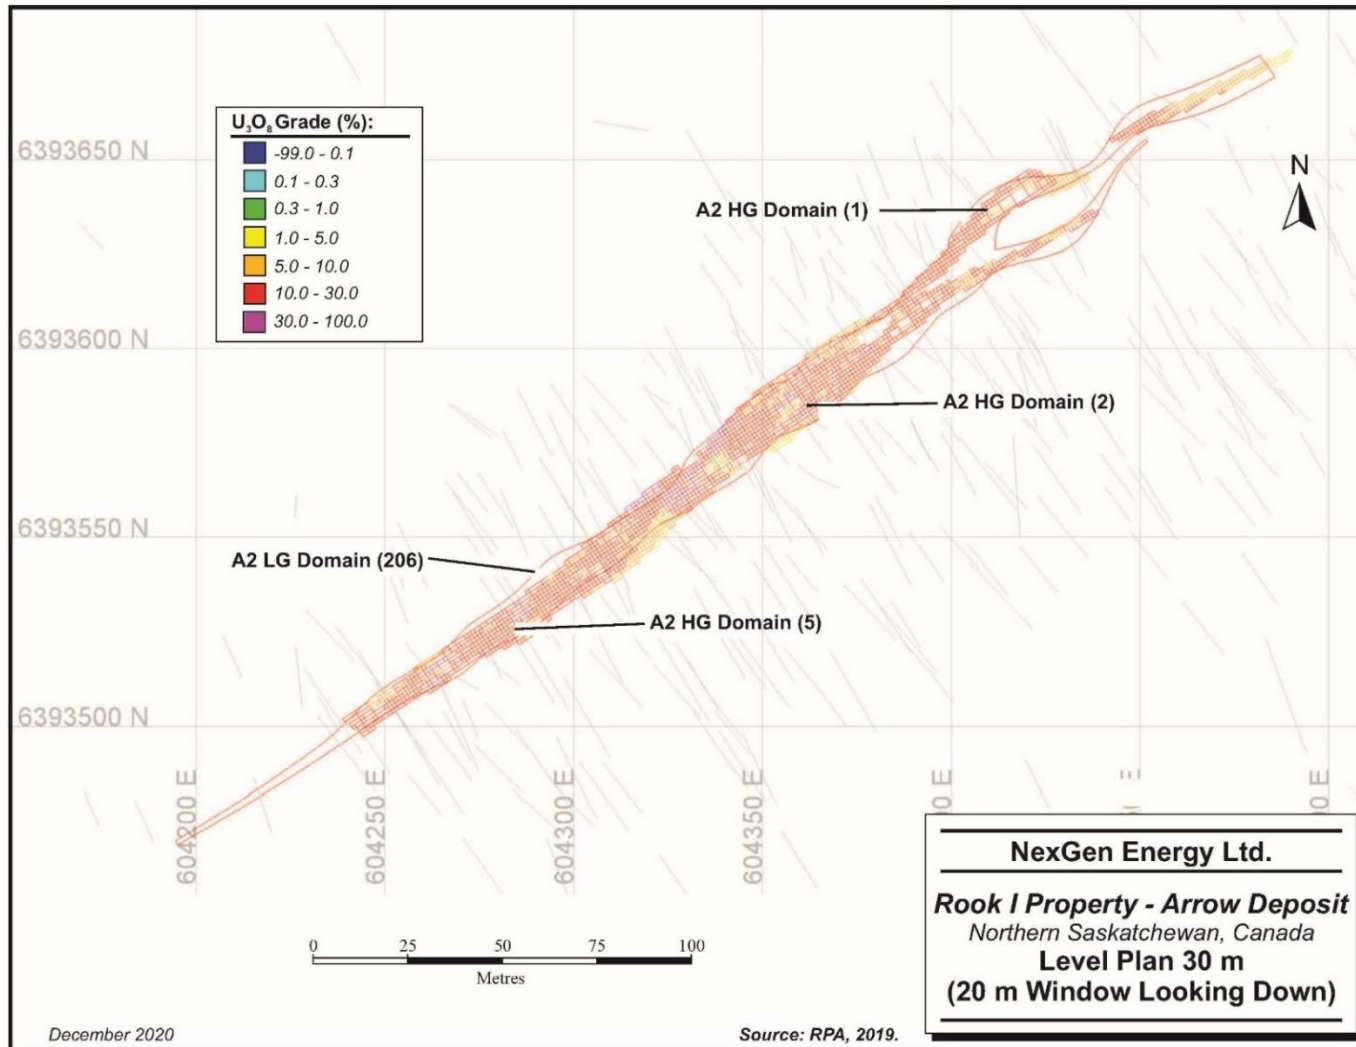 U₃O₈ Grade (%):
-99.0 - 0.1
0.1 - 0.3
0.3 - 1.0
1.0 - 5.0
5.0 - 10.0
10.0 - 30.0
30.0 - 100.0
N
6393650 N
6393600 N
6393550 N
6393500 N
A2 HG Domain (1)
A2 HG Domain (2)
A2 LG Domain (206)
A2 HG Domain (5)
604200 E
604250 E
604300 E
604350 E
0 25 50 75 100
Metres
NexGen Energy Ltd.
Rook I Property - Arrow Deposit
Northern Saskatchewan, Canada
Level Plan 30 m
(20 m Window Looking Down)
December 2020
Source: RPA, 2019.